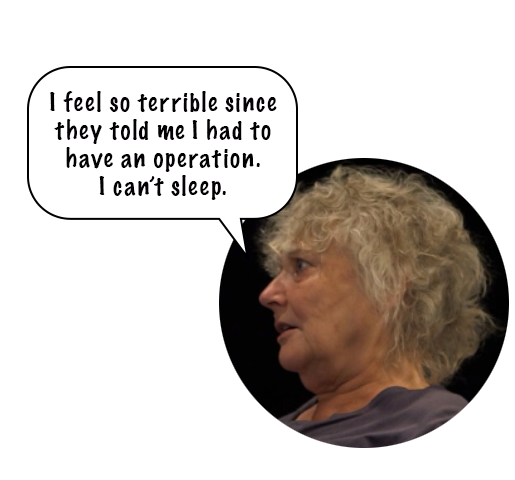 I feel so terrible since
they told me I had to
have an operation.
I can't sleep.